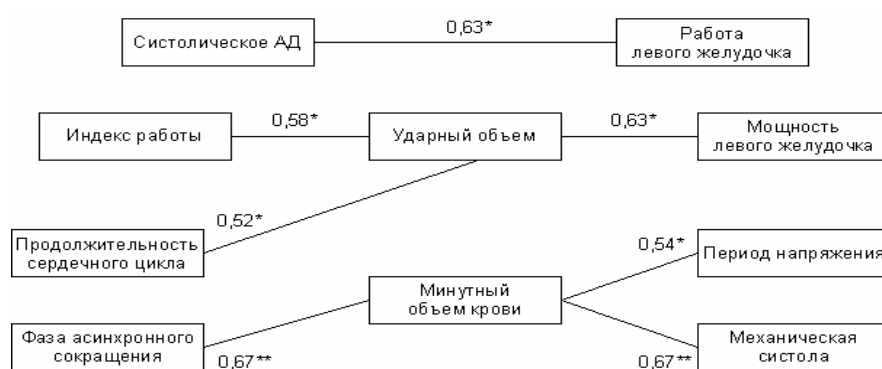 0,63*
Систолическое АД
Работа
левого желудочка
0,58*
0,63*
Индекс работы
Ударный объем
Мощность
левого желудочка
0,52*
Продолжительность
сердечного цикла
0,54*
Период напряжения
Минутный
объем крови
Фаза асинхронного
сокращения
0,67**
0,67**
Механическая
систола